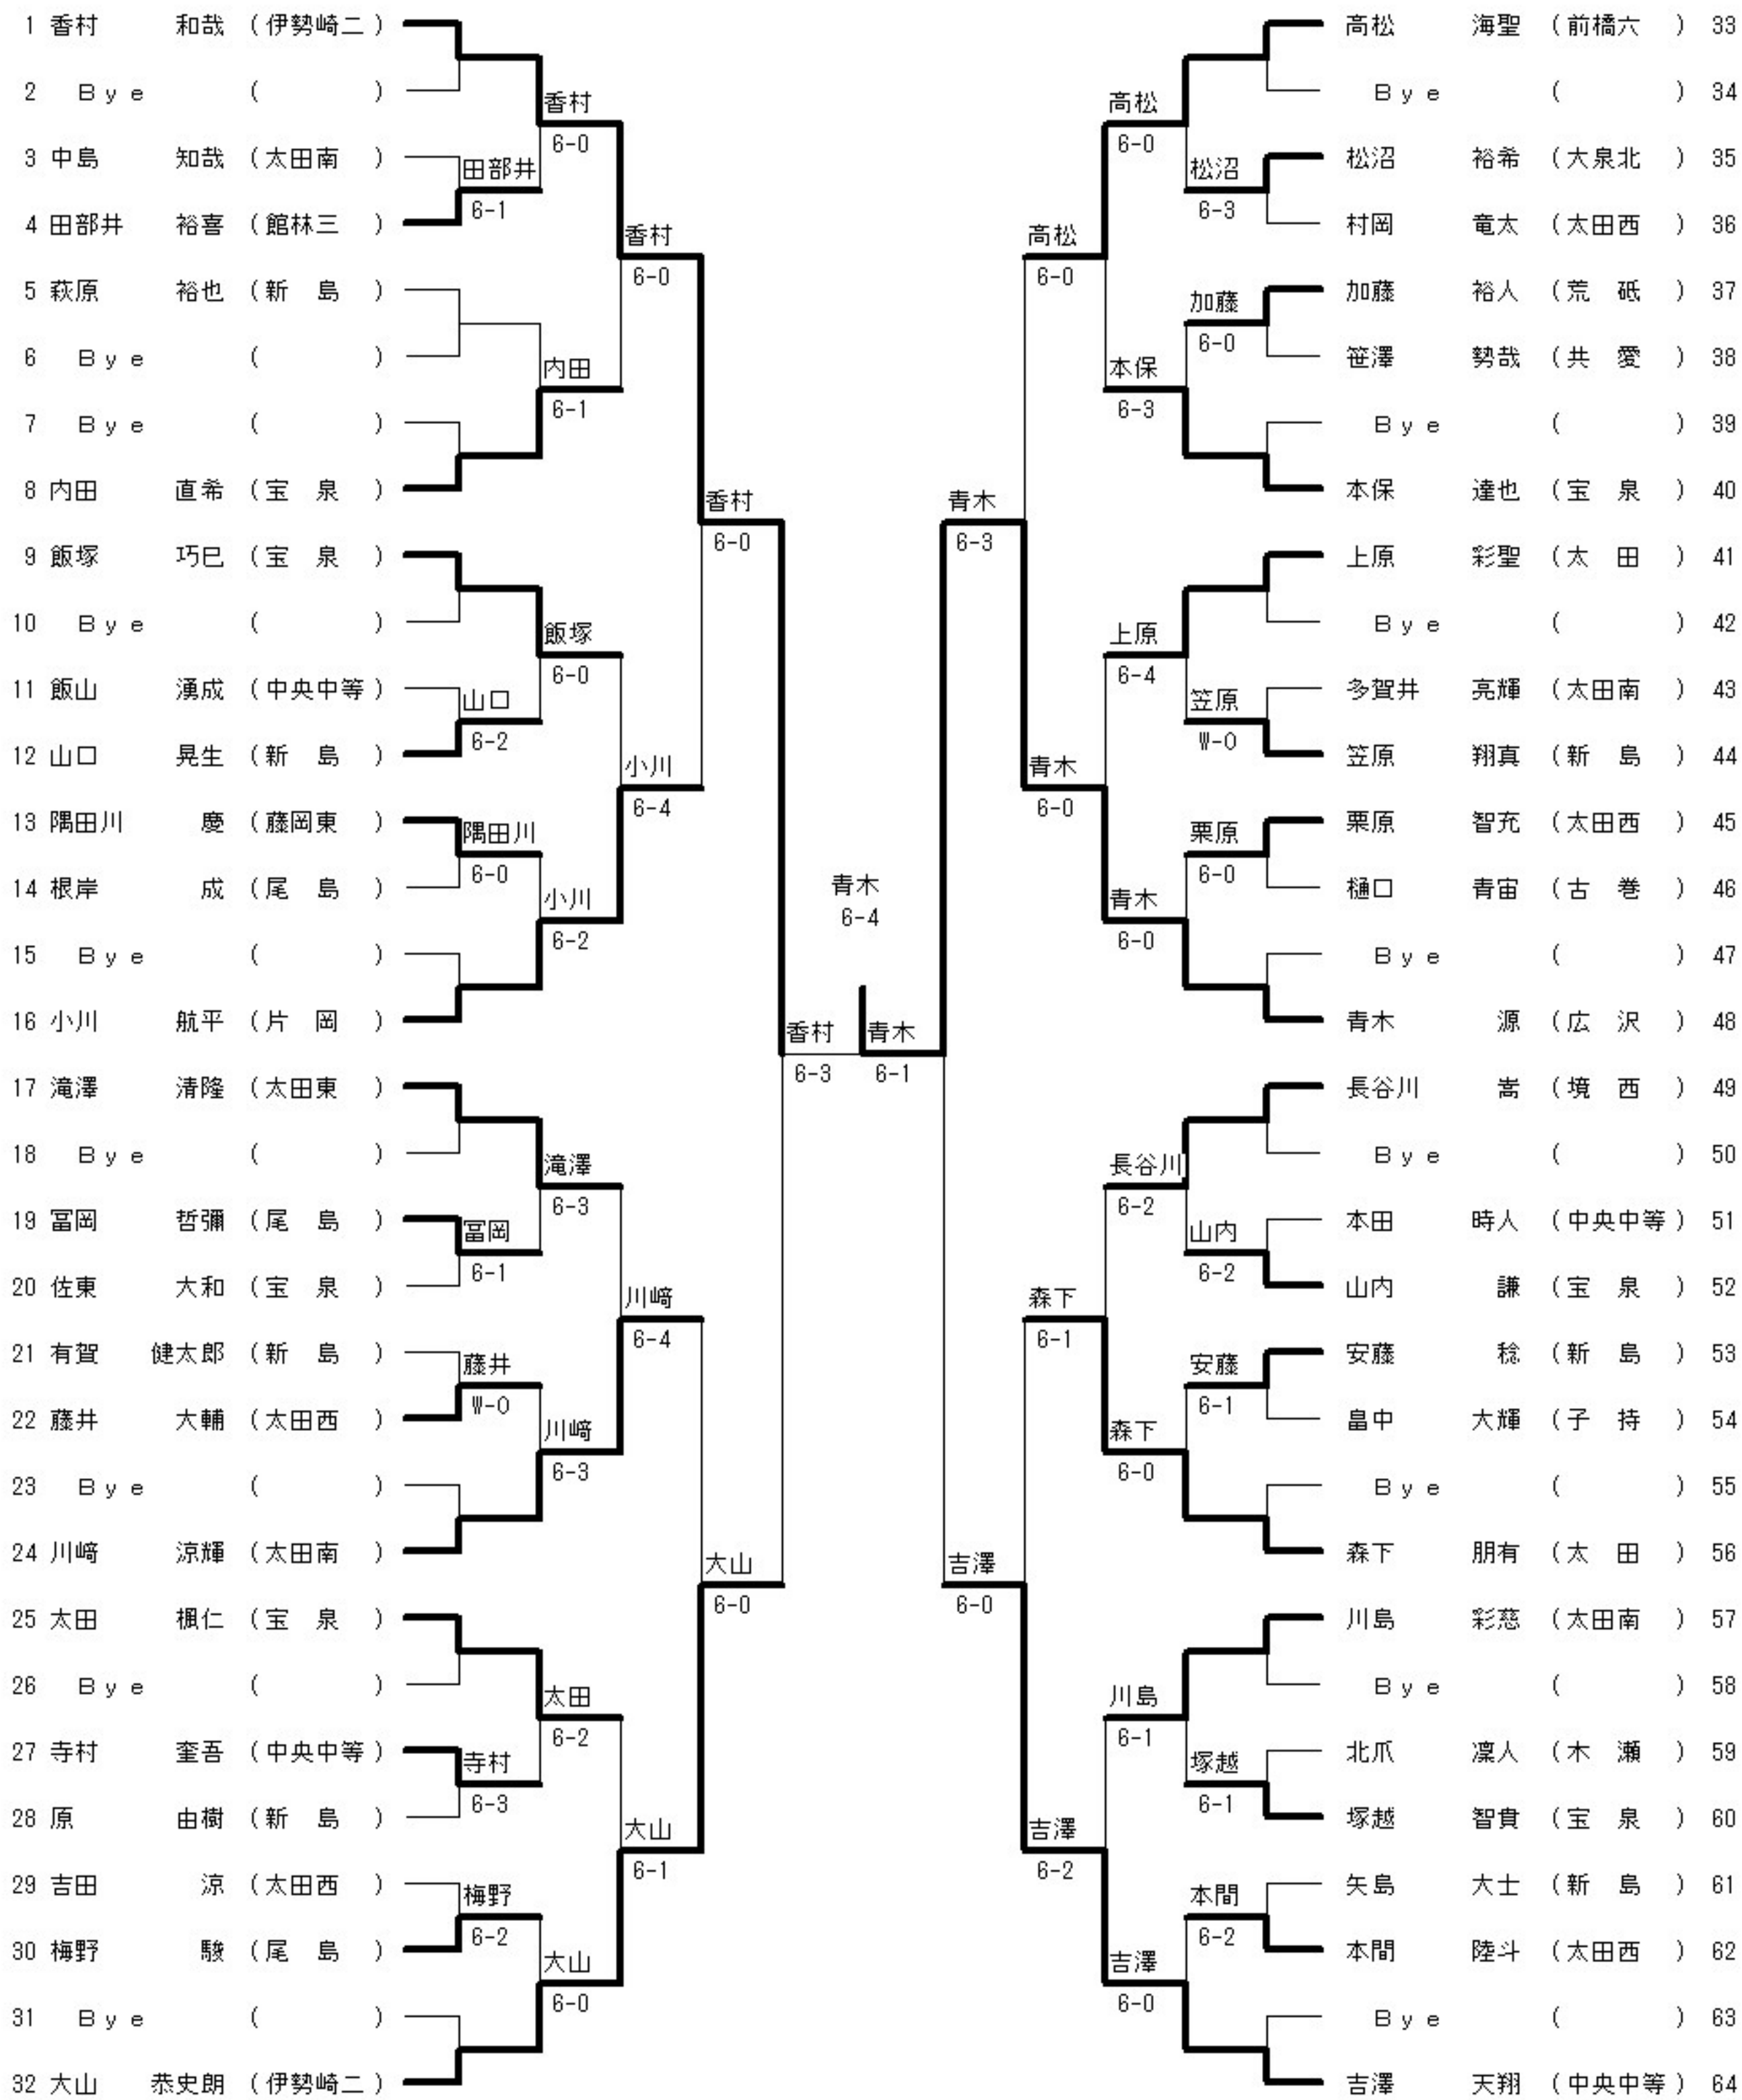 1 香村 和哉 (伊勢崎二) 高松 海聖 (前橋六) 33
2 Bye ( ) Bye ( ) 34
香村 高松
6-0 6-0
3 中島 知哉 (太田南) 松沼 裕希 (大泉北) 35
田部井 松沼
6-1 6-3
4 田部井 裕喜 (館林三) 村岡 竜太 (太田西) 36
香村 高松
6-0 6-0
5 萩原 裕也 (新島) 加藤 裕人 (荒砥) 37
加藤
6-0
6 Bye ( ) 笹澤 勢哉 (共愛) 38
内田 本保
6-1 6-3
7 Bye ( ) Bye ( ) 39
8 内田 直希 (宝泉) 本保 達也 (宝泉) 40
香村 青木
6-0 6-3
9 飯塚 巧巳 (宝泉) 上原 彩聖 (太田) 41
10 Bye ( ) Bye ( ) 42
飯塚 上原
6-0 6-4
11 飯山 湧成 (中央中等) 多賀井 亮輝 (太田南) 43
山口 笠原
6-2 W-0
12 山口 晃生 (新島) 笠原 翔真 (新島) 44
小川 青木
6-4 6-0
13 隅田川 慶 (藤岡東) 栗原 智充 (太田西) 45
隅田川 栗原
6-0 6-0
14 根岸 成 (尾島) 樋口 青宙 (古巻) 46
青木
6-4
小川 青木
6-2 6-0
15 Bye ( ) Bye ( ) 47
16 小川 航平 (片岡) 青木 源 (広沢) 48
香村 青木
6-3 6-1
17 滝澤 清隆 (太田東) 長谷川 嵩 (境西) 49
18 Bye ( ) Bye ( ) 50
滝澤 長谷川
6-3 6-2
19 冨岡 哲彌 (尾島) 本田 時人 (中央中等) 51
冨岡 山内
6-1 6-2
20 佐東 大和 (宝泉) 山内 謙 (宝泉) 52
川﨑 森下
6-4 6-1
21 有賀 健太郎 (新島) 安藤 稔 (新島) 53
藤井 安藤
W-0 6-1
22 藤井 大輔 (太田西) 畠中 大輝 (子持) 54
川﨑 森下
6-3 6-0
23 Bye ( ) Bye ( ) 55
24 川﨑 涼輝 (太田南) 森下 朋有 (太田) 56
大山 吉澤
6-0 6-0
25 太田 楓仁 (宝泉) 川島 彩慈 (太田南) 57
26 Bye ( ) Bye ( ) 58
太田 川島
6-2 6-1
27 寺村 奎吾 (中央中等) 北爪 凜人 (木瀬) 59
寺村 塚越
6-3 6-1
28 原 由樹 (新島) 塚越 智貴 (宝泉) 60
大山 吉澤
6-1 6-2
29 吉田 涼 (太田西) 矢島 大士 (新島) 61
梅野 本間
6-2 6-2
30 梅野 駿 (尾島) 本間 陸斗 (太田西) 62
大山 吉澤
6-0 6-0
31 Bye ( ) Bye ( ) 63
32 大山 恭史朗 (伊勢崎二) 吉澤 天翔 (中央中等) 64